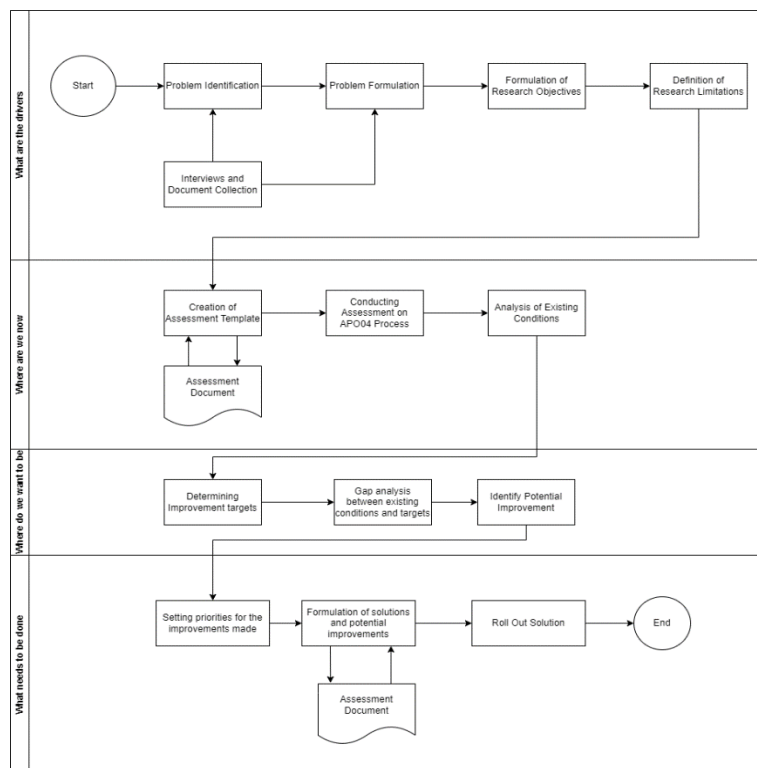 What are the drivers
Start
Problem Identification
Problem Formulation
Formulation of
Research Objectives
Definition of
Research Limitations
Interviews and
Document Collection
Where are we now
Creation of
Assessment Template
Conducting
Assessment on
APO04 Process
Analysis of Existing
Conditions
Assessment
Document
Where do we want to be
Determining
Improvement targets
Gap analysis
between existing
conditions and targets
Identify Potential
Improvement
What needs to be done
Setting priorities for the
improvements made
Formulation of solutions
and potential
improvements
Roll Out Solution
End
Assessment
Document